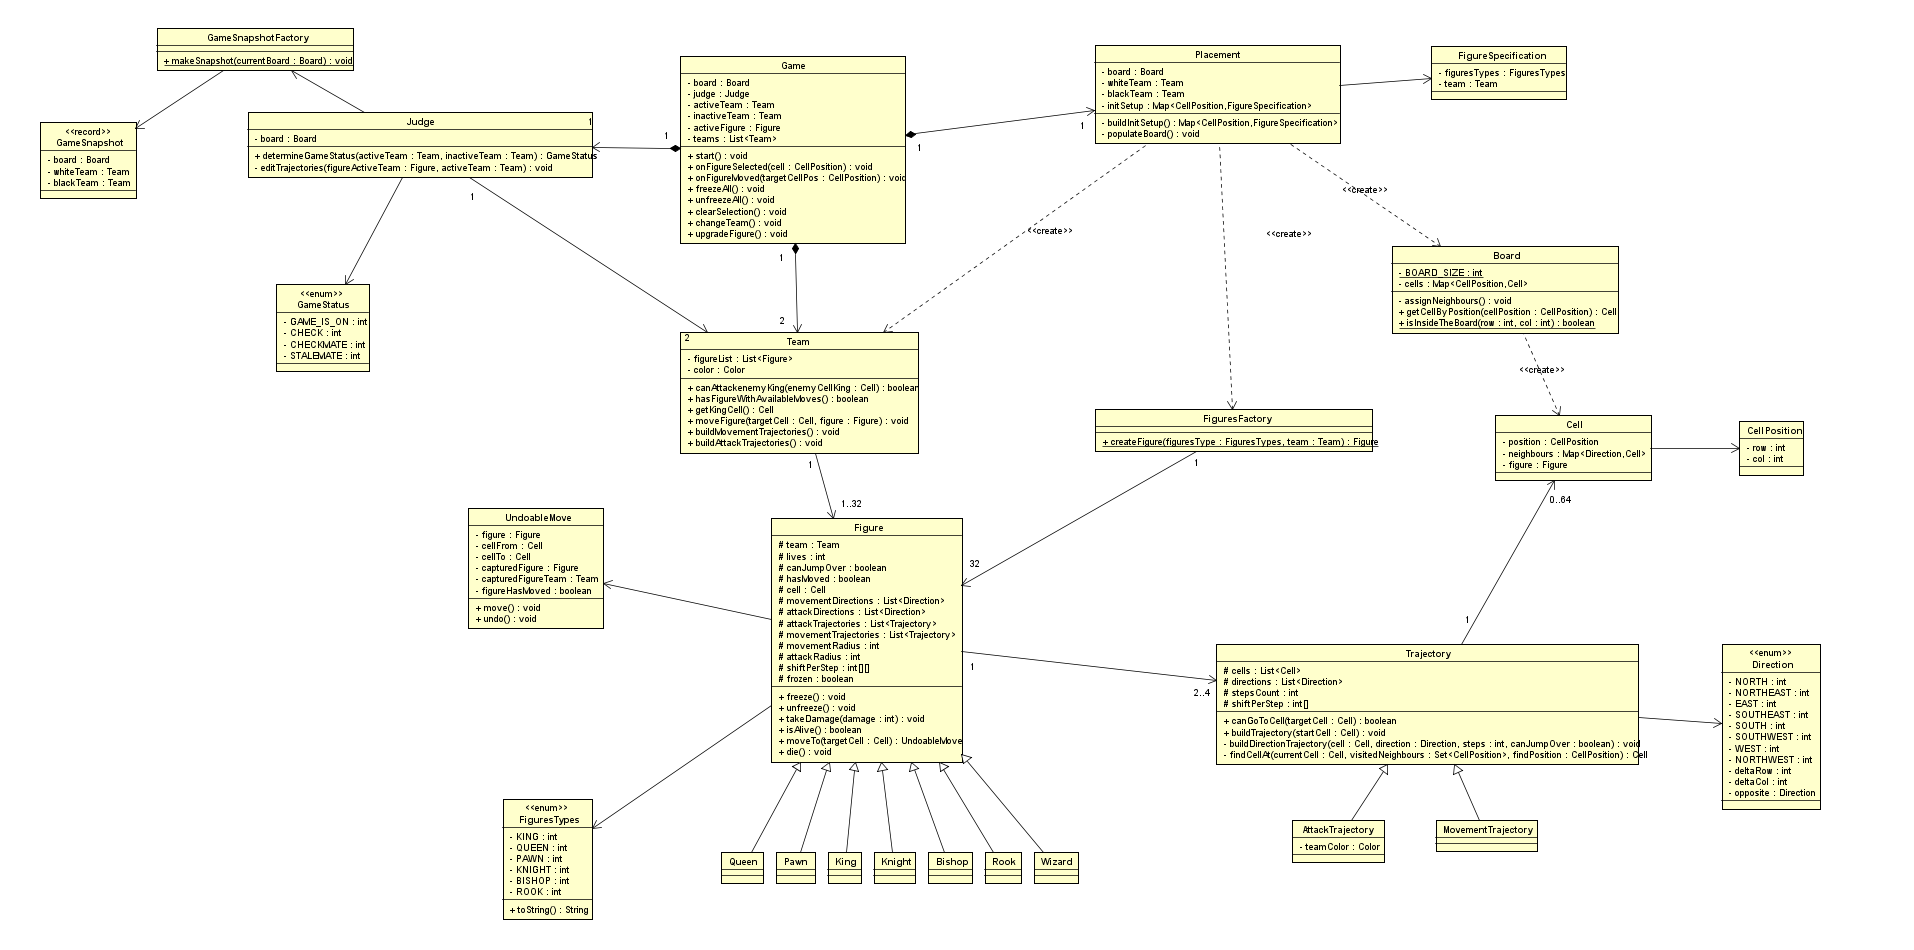 GameSnapshotFactory
+ makeSnapshot(currentBoard : Board) : void
<<record>>
GameSnapshot
- board : Board
- whiteTeam : Team
- blackTeam : Team
Judge
1
- board : Board
+ determineGameStatus(activeTeam : Team, inactiveTeam : Team) : GameStatus
- editTrajectories(figureActiveTeam : Figure, activeTeam : Team) : void
1
<<enum>>
GameStatus
- GAME_IS_ON : int
- CHECK : int
- CHECKMATE : int
- STALEMATE : int
1
Game
- board : Board
- judge : Judge
- activeTeam : Team
- inactiveTeam : Team
- activeFigure : Figure
- teams : List<Team>
+ start() : void
+ onFigureSelected(cell : CellPosition) : void
+ onFigureMoved(targetCellPos : CellPosition) : void
+ freezeAll() : void
+ unfreezeAll() : void
+ clearSelection() : void
+ changeTeam() : void
+ upgradeFigure() : void
1
1
1
2
Placement
- board : Board
- whiteTeam : Team
- blackTeam : Team
- initSetup : Map<CellPosition,FigureSpecification>
- buildInitSetup() : Map<CellPosition,FigureSpecification>
- populateBoard() : void
FigureSpecification
- figuresTypes : FiguresTypes
- team : Team
<<create>>
<<create>>
<<create>>
Board
- BOARD_SIZE : int
- cells : Map<CellPosition,Cell>
- assignNeighbours() : void
+ getCellByPosition(cellPosition : CellPosition) : Cell
+ isInsideTheBoard(row : int, col : int) : boolean
<<create>>
2
Team
- figureList : List<Figure>
- color : Color
+ canAttackenemyKing(enemyCellKing : Cell) : boolean
+ hasFigureWithAvailableMoves() : boolean
+ getKingCell() : Cell
+ moveFigure(targetCell : Cell, figure : Figure) : void
+ buildMovementTrajectories() : void
+ buildAttackTrajectories() : void
1
1..32
FiguresFactory
+ createFigure(figuresType : FiguresTypes, team : Team) : Figure
1
32
Cell
- position : CellPosition
- neighbours : Map<Direction,Cell>
- figure : Figure
0..64
CellPosition
- row : int
- col : int
UndoableMove
- figure : Figure
- cellFrom : Cell
- cellTo : Cell
- capturedFigure : Figure
- capturedFigureTeam : Team
- figureHasMoved : boolean
+ move() : void
+ undo() : void
Figure
# team : Team
# lives : int
# canJumpOver : boolean
# hasMoved : boolean
# cell : Cell
# movementDirections : List<Direction>
# attackDirections : List<Direction>
# attackTrajectories : List<Trajectory>
# movementTrajectories : List<Trajectory>
# movementRadius : int
# attackRadius : int
# shiftPerStep : int[][]
# frozen : boolean
+ freeze() : void
+ unfreeze() : void
+ takeDamage(damage : int) : void
+ isAlive() : boolean
+ moveTo(targetCell : Cell) : UndoableMove
+ die() : void
1
2..4
1
Trajectory
# cells : List<Cell>
# directions : List<Direction>
# stepsCount : int
# shiftPerStep : int[]
+ canGoToCell(targetCell : Cell) : boolean
+ buildTrajectory(startCell : Cell) : void
- buildDirectionTrajectory(cell : Cell, direction : Direction, steps : int, canJumpOver : boolean) : void
- findCellAt(currentCell : Cell, visitedNeighbours : Set<CellPosition>, findPosition : CellPosition) : Cell
<<enum>>
Direction
- NORTH : int
- NORTHEAST : int
- EAST : int
- SOUTHEAST : int
- SOUTH : int
- SOUTHWEST : int
- WEST : int
- NORTHWEST : int
- deltaRow : int
- deltaCol : int
- opposite : Direction
<<enum>>
FiguresTypes
- KING : int
- QUEEN : int
- PAWN : int
- KNIGHT : int
- BISHOP : int
- ROOK : int
+ toString() : String
Queen
Pawn
King
Knight
Bishop
Rook
Wizard
AttackTrajectory
- teamColor : Color
MovementTrajectory